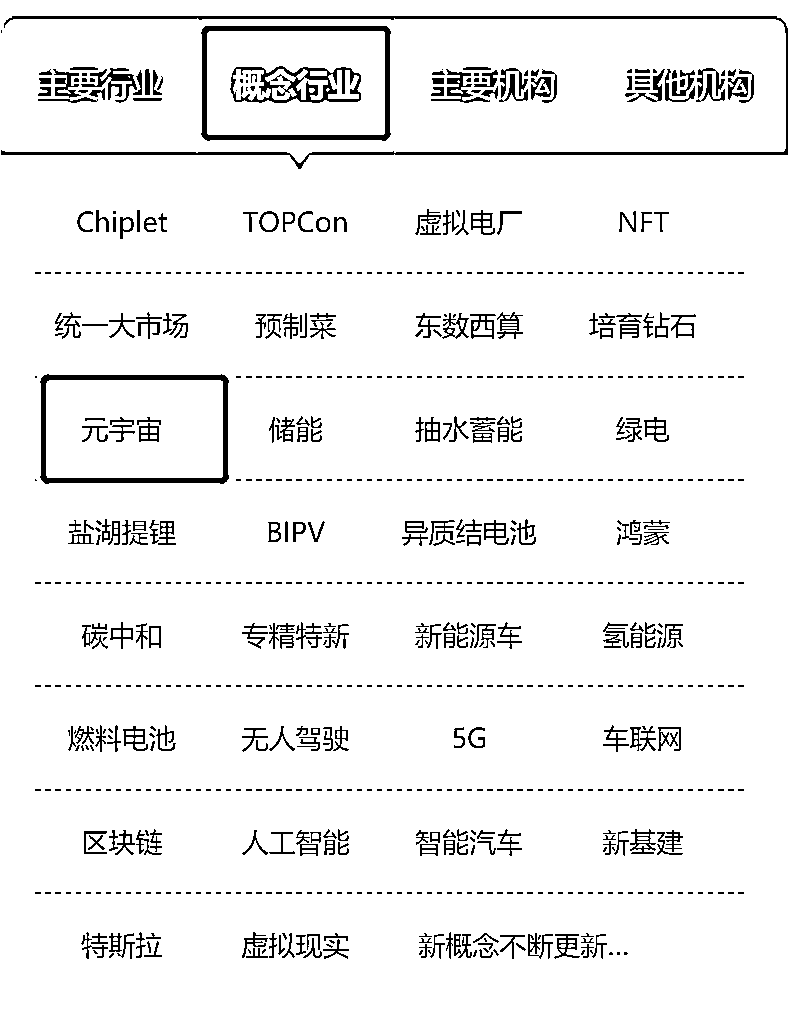 主要行业 概念行业 主要机构 其他机构
Chiplet TOPCon 虚拟电厂 NFT
统一大市场 预制菜 东数西算 培育钻石
元宇宙 储能 抽水蓄能 绿电
盐湖提锂 BIPV 异质结电池 鸿蒙
碳中和 专精特新 新能源车 氢能源
燃料电池 无人驾驶 5G 车联网
区块链 人工智能 智能汽车 新基建
特斯拉 虚拟现实 新概念不断更新...